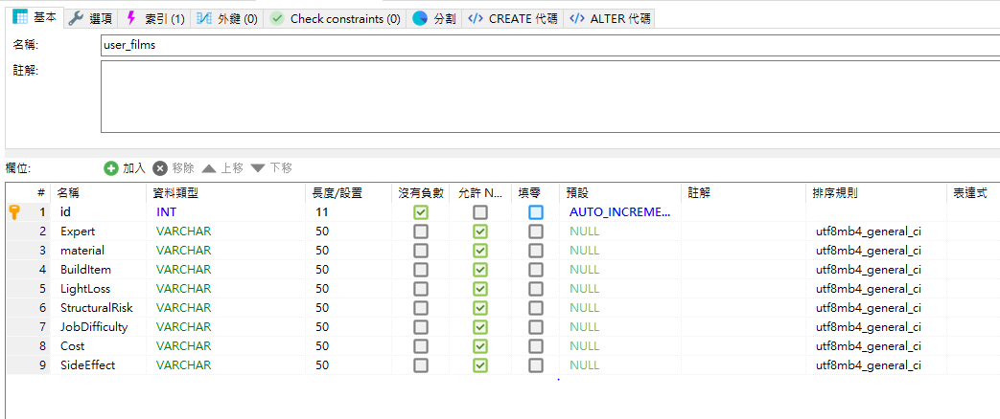 基本 選項 索引 (1) 外鍵 (0) Check constraints (0) 分割 CREATE 代碼 ALTER 代碼
名稱: user_films
註解:
欄位: 加入 移除 上移 下移
# 名稱 資料類型 長度/設置 沒有負數 允許 N... 填零 預設 註解 排序規則 表達式
1 id INT 11 AUTO_INCREME...
2 Expert VARCHAR 50 NULL utf8mb4_general_ci
3 material VARCHAR 50 NULL utf8mb4_general_ci
4 BuildItem VARCHAR 50 NULL utf8mb4_general_ci
5 LightLoss VARCHAR 50 NULL utf8mb4_general_ci
6 StructuralRisk VARCHAR 50 NULL utf8mb4_general_ci
7 JobDifficulty VARCHAR 50 NULL utf8mb4_general_ci
8 Cost VARCHAR 50 NULL utf8mb4_general_ci
9 SideEffect VARCHAR 50 NULL utf8mb4_general_ci